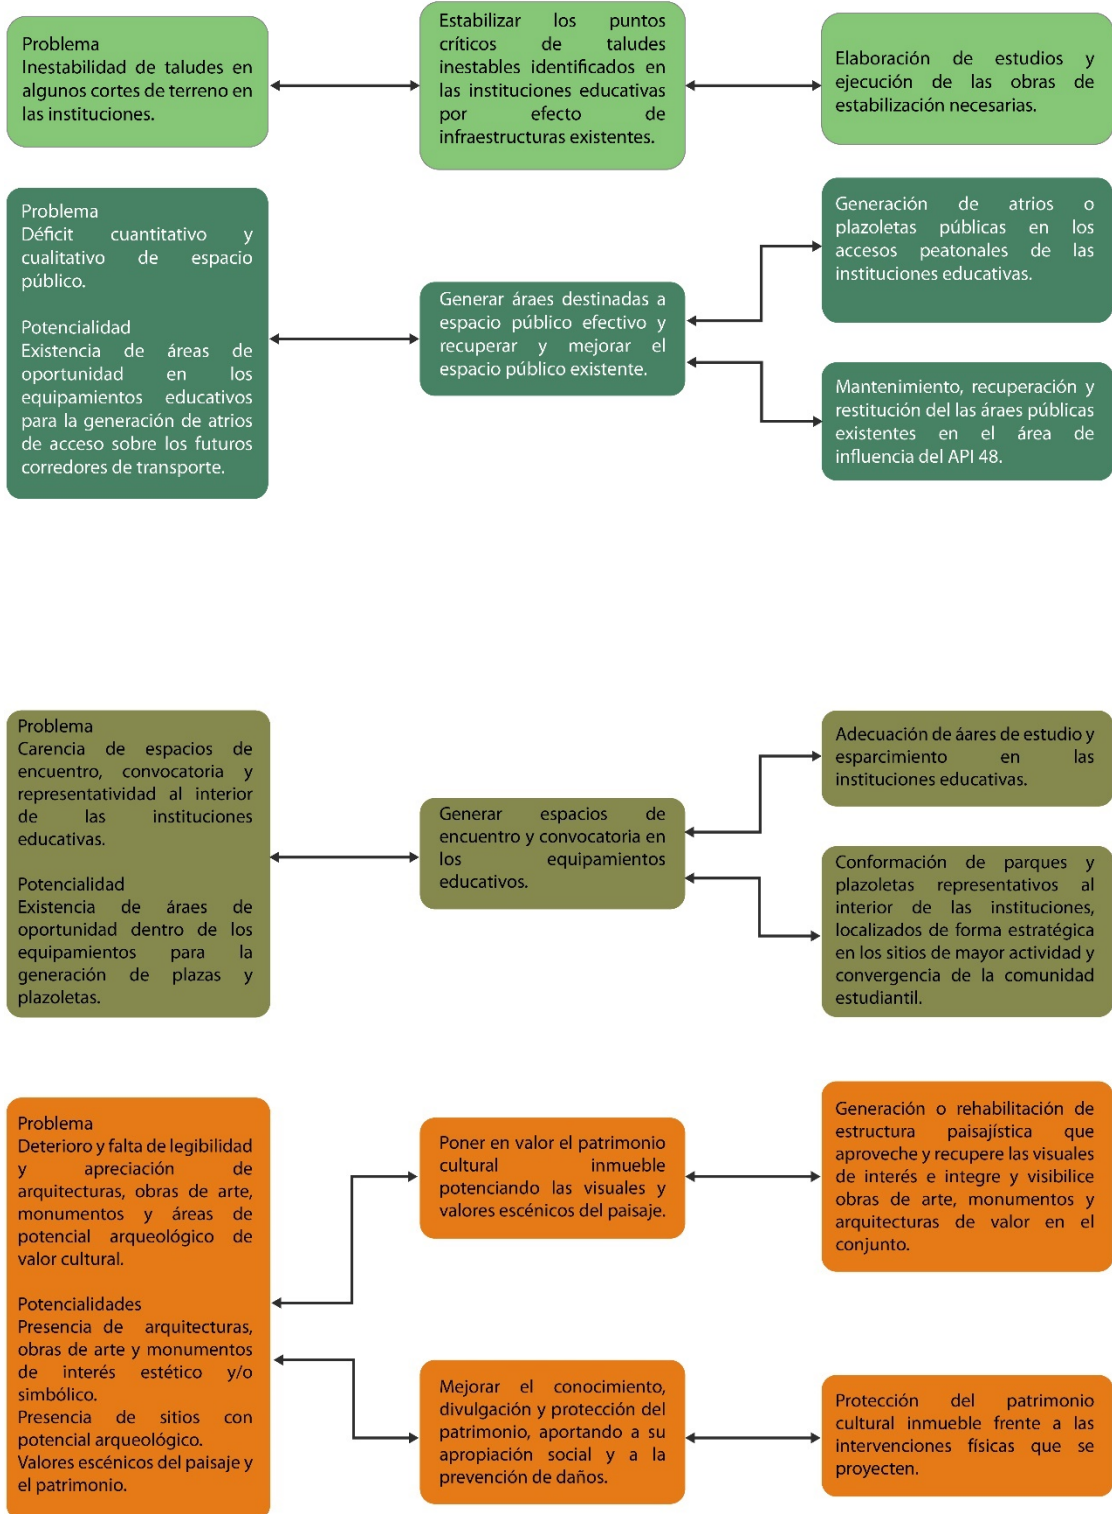 Problema
Inestabilidad de taludes en
algunos cortes de terreno en
las instituciones.
Estabilizar los puntos
críticos de taludes
inestables identificados en
las instituciones educativas
por efecto de
infraestructuras existentes.
Elaboración de estudios y
ejecución de las obras de
estabilización necesarias.
Problema
Déficit cuantitativo y
cualitativo de espacio
público.
Potencialidad
Existencia de áreas de
oportunidad en los
equipamientos educativos
para la generación de atrios
de acceso sobre los futuros
corredores de transporte.
Generar áraes destinadas a
espacio público efectivo y
recuperar y mejorar el
espacio público existente.
Generación de atrios o
plazoletas públicas en los
accesos peatonales de las
instituciones educativas.
Mantenimiento, recuperación y
restitución del las áraes públicas
existentes en el área de
influencia del API 48.
Problema
Carencia de espacios de
encuentro, convocatoria y
representatividad al interior
de las instituciones
educativas.
Potencialidad
Existencia de áraes de
oportunidad dentro de los
equipamientos para la
generación de plazas y
plazoletas.
Generar espacios de
encuentro y convocatoria en
los equipamientos
educativos.
Adecuación de áares de estudio y
esparcimiento en las
instituciones educativas.
Conformación de parques y
plazoletas representativos al
interior de las instituciones,
localizados de forma estratégica
en los sitios de mayor actividad y
convergencia de la comunidad
estudiantil.
Problema
Deterioro y falta de legibilidad
y apreciación de
arquitecturas, obras de arte,
monumentos y áreas de
potencial arqueológico de
valor cultural.
Potencialidades
Presencia de arquitecturas,
obras de arte y monumentos
de interés estético y/o
simbólico.
Presencia de sitios con
potencial arqueológico.
Valores escénicos del paisaje y
el patrimonio.
Poner en valor el patrimonio
cultural inmueble
potenciando las visuales y
valores escénicos del paisaje.
Generación o rehabilitación de
estructura paisajística que
aproveche y recupere las visuales
de interés e integre y visibilice
obras de arte, monumentos y
arquitecturas de valor en el
conjunto.
Mejorar el conocimiento,
divulgación y protección del
patrimonio, aportando a su
apropiación social y a la
prevención de daños.
Protección del patrimonio
cultural inmueble frente a las
intervenciones físicas que se
proyecten.